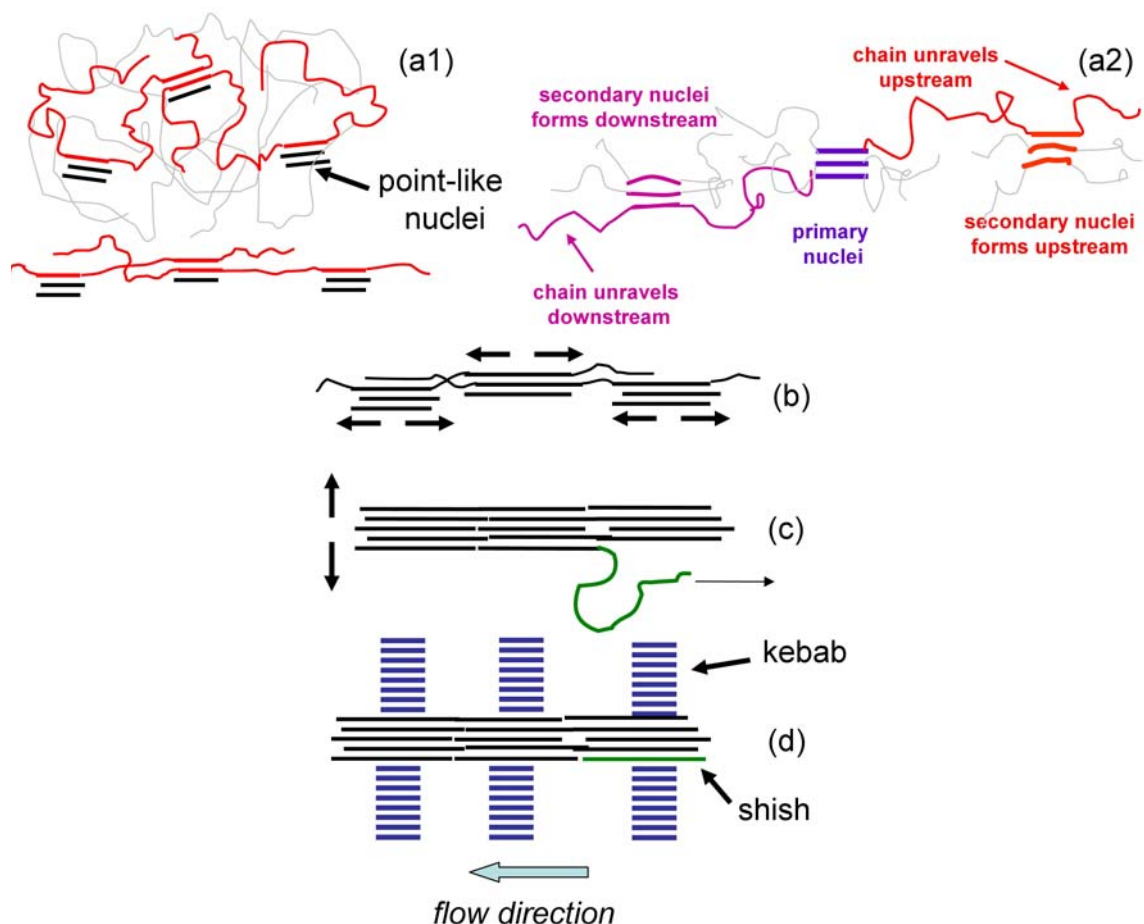 (a1)
point-like
nuclei
(a2)
chain unravels
upstream
secondary nuclei
forms downstream
primary
nuclei
secondary nuclei
forms upstream
chain unravels
downstream
(b)
(c)
kebab
(d)
shish
flow direction